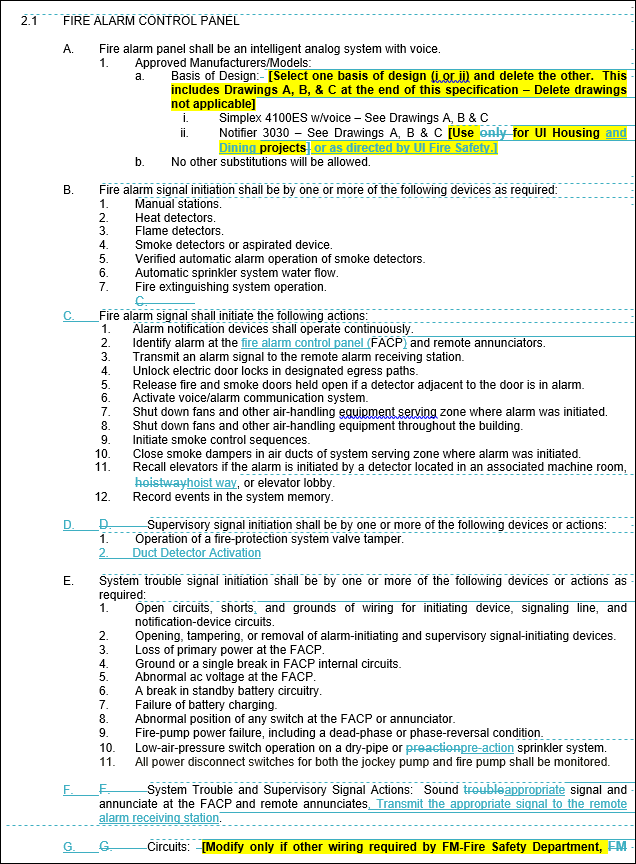 2.1 FIRE ALARM CONTROL PANEL
A. Fire alarm panel shall be an intelligent analog system with voice.
1. Approved Manufacturers/Models:
a. Basis of Design:- [Select one basis of design (i or ii) and delete the other. This
includes Drawings A, B, & C at the end of this specification – Delete drawings
not applicable]
i. Simplex 4100ES w/voice – See Drawings A, B & C
ii. Notifier 3030 – See Drawings A, B & C [Use only for UI Housing and
Dining projects] or as directed by UI Fire Safety.]
b. No other substitutions will be allowed.
B. Fire alarm signal initiation shall be by one or more of the following devices as required:
1. Manual stations.
2. Heat detectors.
3. Flame detectors.
4. Smoke detectors or aspirated device.
5. Verified automatic alarm operation of smoke detectors.
6. Automatic sprinkler system water flow.
7. Fire extinguishing system operation.
C.
C. Fire alarm signal shall initiate the following actions:
1. Alarm notification devices shall operate continuously.
2. Identify alarm at the fire alarm control panel (FACP) and remote annunciators.
3. Transmit an alarm signal to the remote alarm receiving station.
4. Unlock electric door locks in designated egress paths.
5. Release fire and smoke doors held open if a detector adjacent to the door is in alarm.
6. Activate voice/alarm communication system.
7. Shut down fans and other air-handling equipment serving zone where alarm was initiated.
8. Shut down fans and other air-handling equipment throughout the building.
9. Initiate smoke control sequences.
10. Close smoke dampers in air ducts of system serving zone where alarm was initiated.
11. Recall elevators if the alarm is initiated by a detector located in an associated machine room,
hoistwayhoist way, or elevator lobby.
12. Record events in the system memory.
D. D. Supervisory signal initiation shall be by one or more of the following devices or actions:
1. Operation of a fire-protection system valve tamper.
2. Duct Detector Activation
E. System trouble signal initiation shall be by one or more of the following devices or actions as
required:
1. Open circuits, shorts, and grounds of wiring for initiating device, signaling line, and
notification-device circuits.
2. Opening, tampering, or removal of alarm-initiating and supervisory signal-initiating devices.
3. Loss of primary power at the FACP.
4. Ground or a single break in FACP internal circuits.
5. Abnormal ac voltage at the FACP.
6. A break in standby battery circuitry.
7. Failure of battery charging.
8. Abnormal position of any switch at the FACP or annunciator.
9. Fire-pump power failure, including a dead-phase or phase-reversal condition.
10. Low-air-pressure switch operation on a dry-pipe or preactionpre-action sprinkler system.
11. All power disconnect switches for both the jockey pump and fire pump shall be monitored.
F. F. System Trouble and Supervisory Signal Actions: Sound troubleappropriate signal and
annunciate at the FACP and remote annunciates. Transmit the appropriate signal to the remote
alarm receiving station.
G. G. Circuits: [Modify only if other wiring required by FM-Fire Safety Department, FM